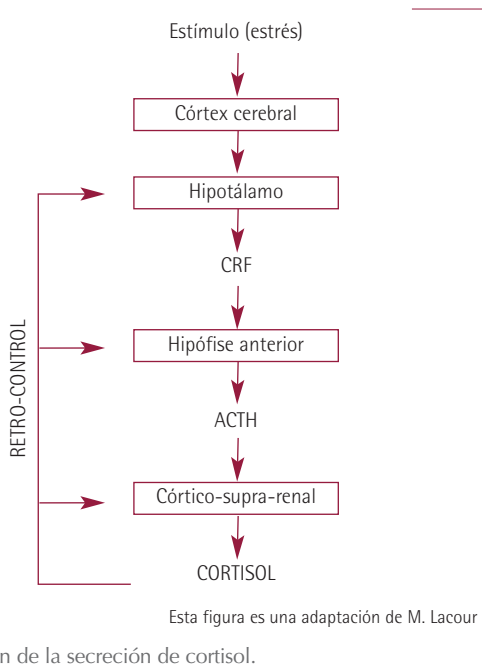 Estímulo (estrés)
Córtex cerebral
Hipotálamo
CRF
Hipófise anterior
RETRO-CONTROL
ACTH
Córtico-supra-renal
CORTISOL
Esta figura es una adaptación de M. Lacour
n de la secreción de cortisol.